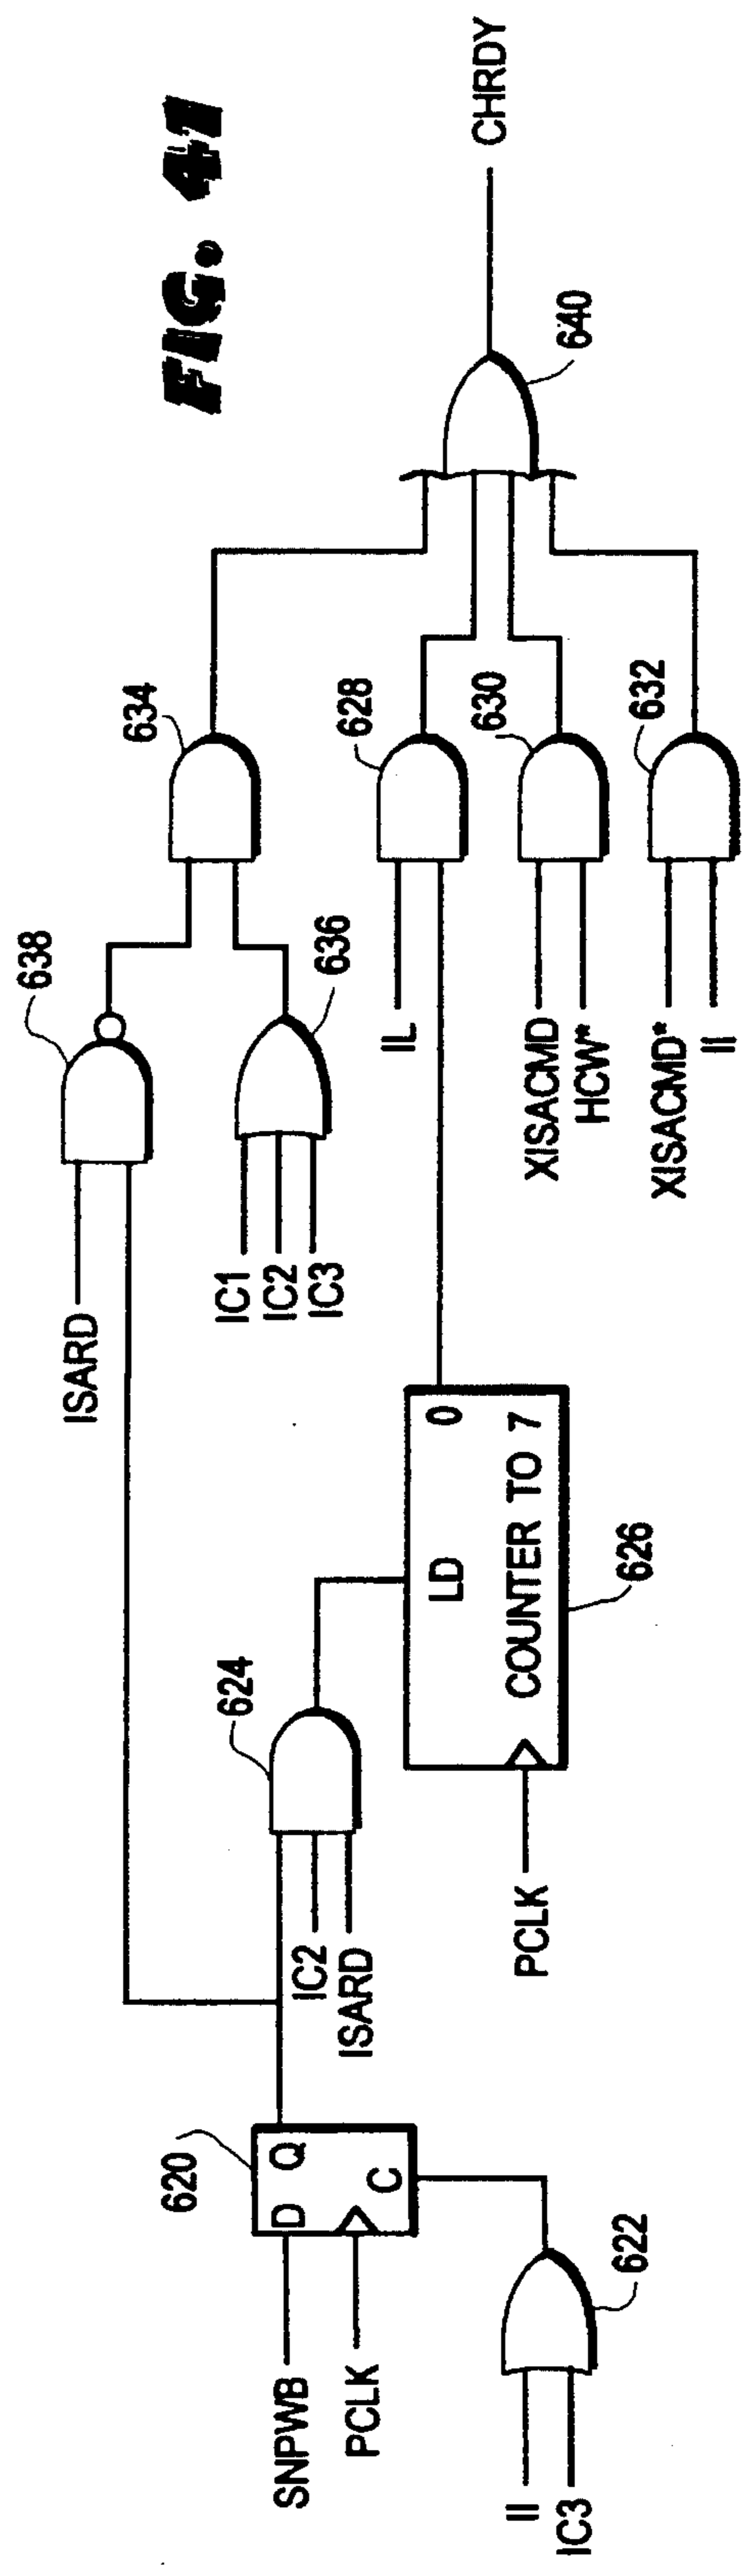 FIG. 41
638
ISARD
634
636
IC1
IC2
IC3
620
SNPWB
D
Q
PCLK
C
622
II
IC3
624
IC2
ISARD
LD
0
COUNTER TO 7
626
PCLK
628
IL
630
XISACMD
HCW*
632
XISACMD*
II
640
CHRDY